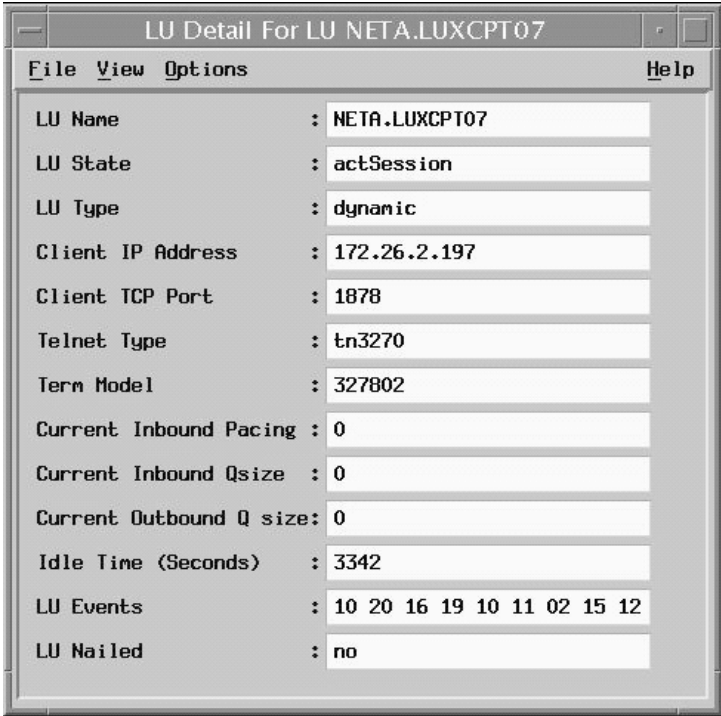 LU Detail For LU NETA.LUXCPT07
File View Options Help
LU Name : NETA.LUXCPT07
LU State : actSession
LU Type : dynamic
Client IP Address : 172.26.2.197
Client TCP Port : 1878
Telnet Type : tn3270
Term Model : 327802
Current Inbound Pacing : 0
Current Inbound Qsize : 0
Current Outbound Q size: 0
Idle Time (Seconds) : 3342
LU Events : 10 20 16 19 10 11 02 15 12
LU Nailed : no